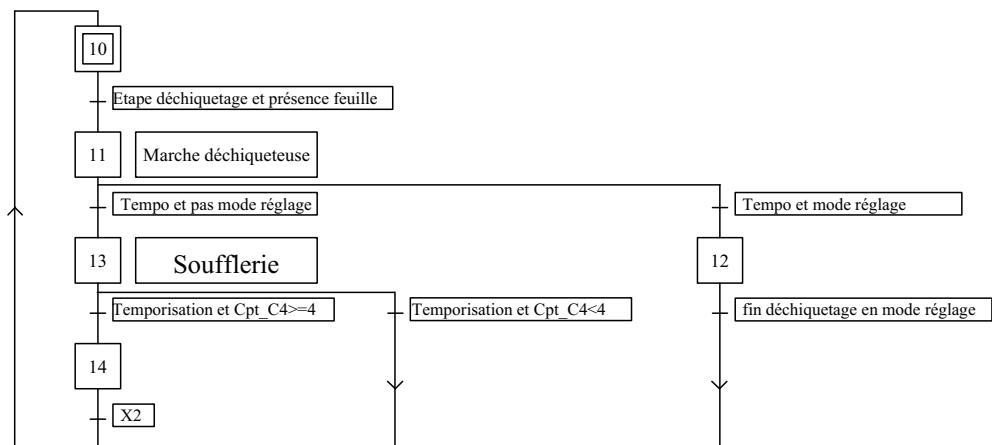 10
Etape déchiquetage et présence feuille
11
Marche déchiqueteuse
Tempo et pas mode réglage
Tempo et mode réglage
13
Soufflerie
12
Temporisation et Cpt_C4>=4
Temporisation et Cpt_C4<4
fin déchiquetage en mode réglage
14
X2